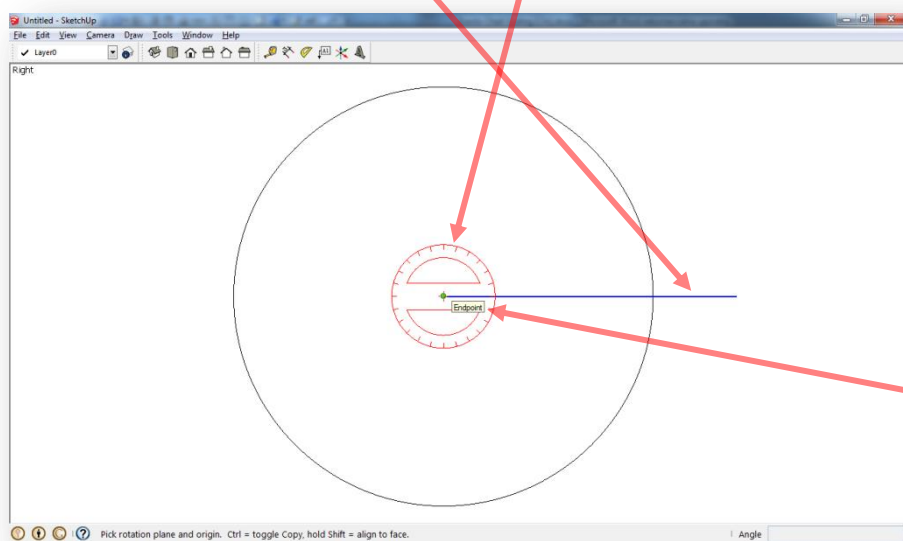 Untitled - SketchUp
File Edit View Camera Draw Tools Window Help
Layer0
A1
Right
Endpoint
Pick rotation plane and origin. Ctrl = toggle Copy, hold Shift = align to face.
Angle